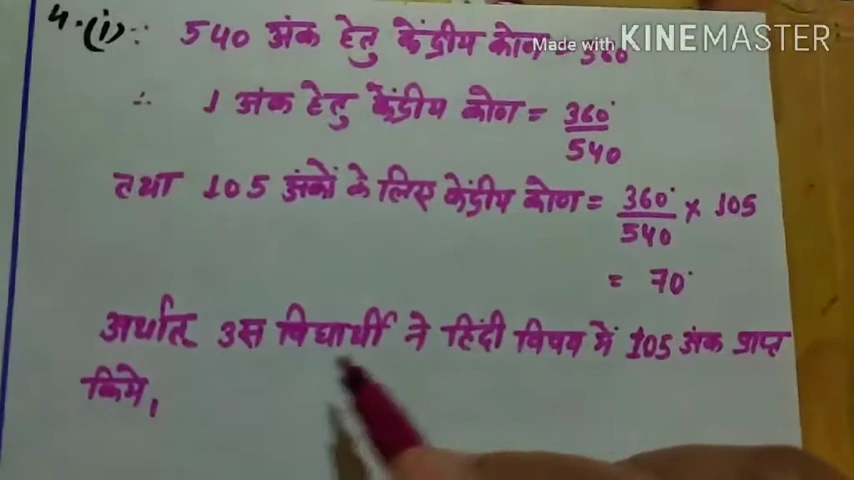 4. (i) ∵ 540 अंक हेतु केंद्रीय कोण = 360
Made with KINEMASTER
∴ 1 अंक हेतु केंद्रीय कोण = 360° / 540
तथा 105 अंकों के लिए केंद्रीय कोण = 360° / 540 × 105
= 70°
अर्थात् उस विद्यार्थी ने हिंदी विषय में 105 अंक प्राप्त
किये,